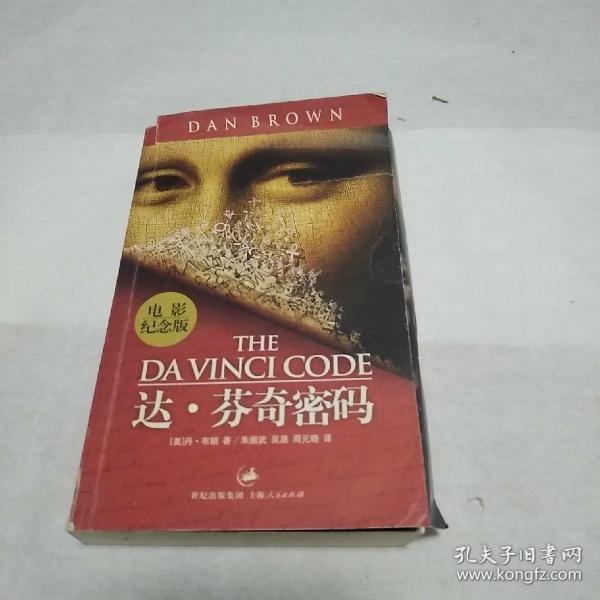 DAN BROWN
电影
纪念版
THE
DA VINCI CODE
达·芬奇密码
[美]丹·布朗 著/朱振武 吴晟 周元晓 译
世纪出版集团 上海人民出版社
孔夫子旧书网
www.kongfz.com